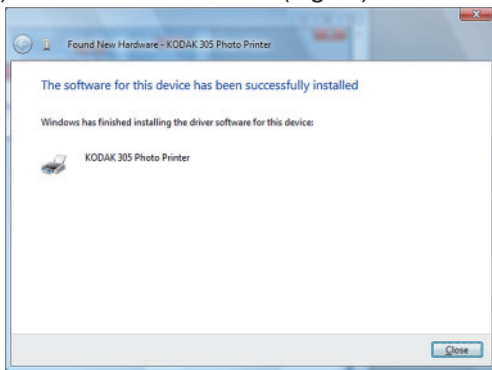 Found New Hardware - KODAK 305 Photo Printer
The software for this device has been successfully installed
Windows has finished installing the driver software for this device:
KODAK 305 Photo Printer
Close